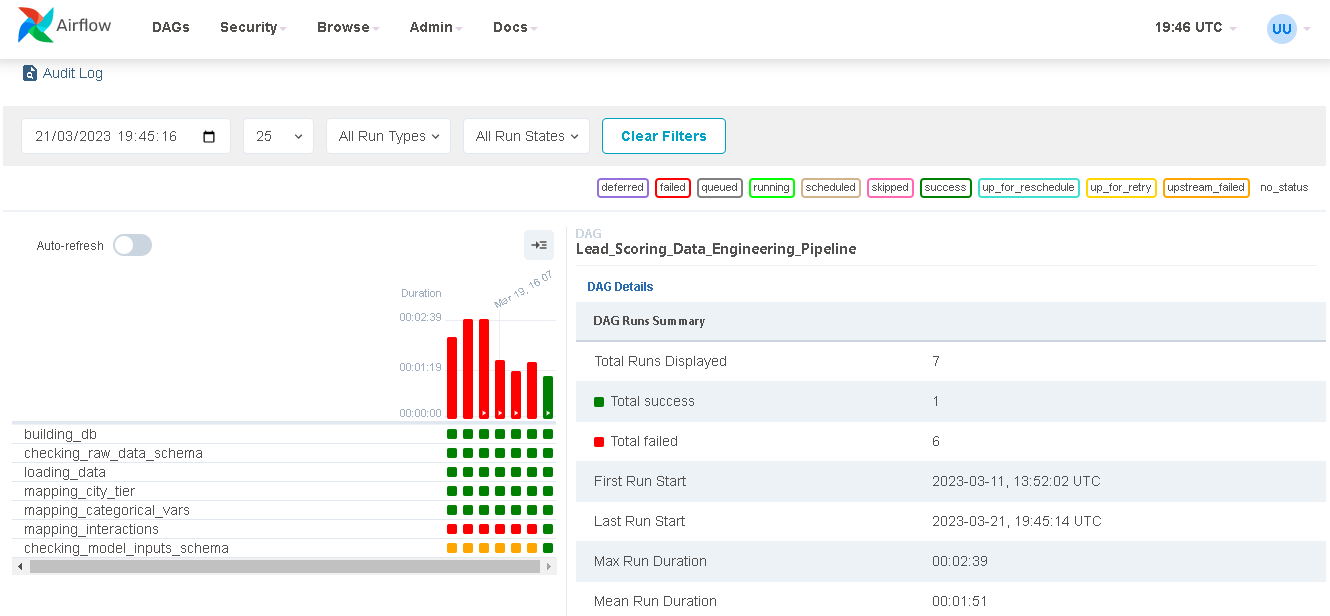 Airflow DAGs Security Browse Admin Docs 19:46 UTC UU
Audit Log
21/03/2023 19:45:16 25 All Run Types All Run States Clear Filters
deferred failed queued running scheduled skipped success up_for_reschedule up_for_retry upstream_failed no_status
Auto-refresh
Mar 19, 16:07
Duration
00:02:39
00:01:19
00:00:00
building_db
checking_raw_data_schema
loading_data
mapping_city_tier
mapping_categorical_vars
mapping_interactions
checking_model_inputs_schema
DAG
Lead_Scoring_Data_Engineering_Pipeline
DAG Details
DAG Runs Summary
Total Runs Displayed 7
Total success 1
Total failed 6
First Run Start 2023-03-11, 13:52:02 UTC
Last Run Start 2023-03-21, 19:45:14 UTC
Max Run Duration 00:02:39
Mean Run Duration 00:01:51